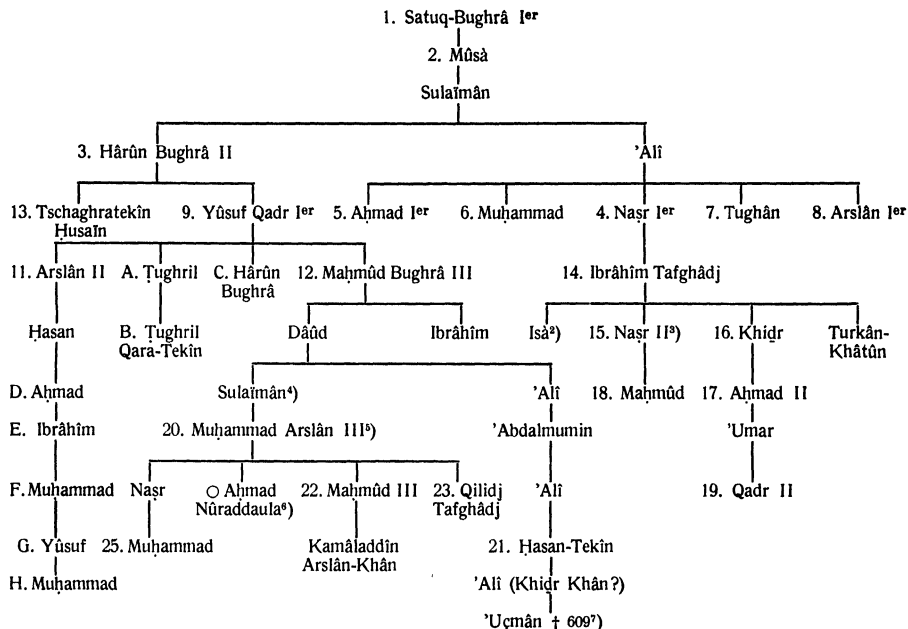 1. Satuq-Bughrâ Iᵉʳ
2. Mûsà
Sulaïmân
3. Hârûn Bughrâ II 'Alî
13. Tschaghratekîn 9. Yûsuf Qadr Iᵉʳ 5. Aḥmad Iᵉʳ 6. Muḥammad 4. Naṣr Iᵉʳ 7. Tughân 8. Arslân Iᵉʳ
Ḥusaïn
11. Arslân II A. Ṭughril C. Hârûn 12. Maḥmûd Bughrâ III 14. Ibrâhîm Tafghâdj
Bughrâ
Ḥasan B. Ṭughril Dâûd Ibrâhîm Isà²) 15. Naṣr II³) 16. Khiḏr Turkân-
Qara-Tekîn Khâtûn
D. Aḥmad Sulaïmân⁴) 'Alî 18. Maḥmûd 17. Aḥmad II
E. Ibrâhîm 20. Muḥammad Arslân III⁵) 'Abdalmumin 'Umar
F. Muḥammad Naṣr ○ Aḥmad 22. Maḥmûd III 23. Qilidj 'Alî 19. Qadr II
Nûraddaula⁶) Tafghâdj
G. Yûsuf 25. Muḥammad Kamâladdîn 21. Ḥasan-Tekîn
Arslân-Khân
H. Muḥammad 'Alî (Khiḏr Khân?)
'Uçmân † 609⁷)